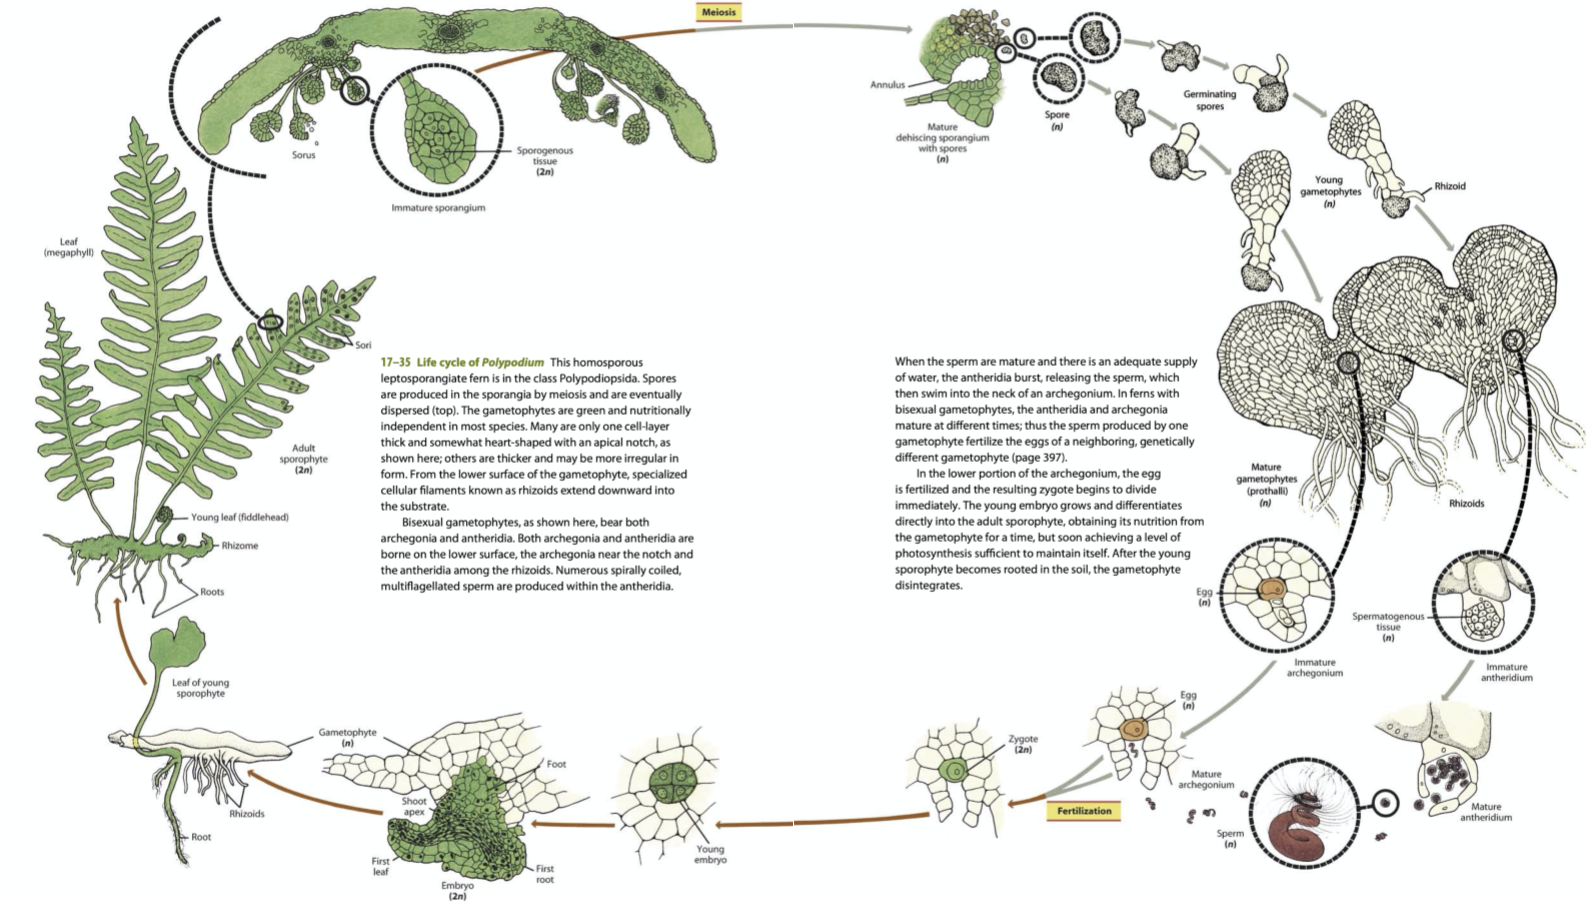 Meiosis
Sorus
Sporogenous
tissue
(2n)
Immature sporangium
Annulus
Mature
dehiscing sporangium
with spores
(n)
Spore
(n)
Germinating
spores
Young
gametophytes
(n)
Rhizoid
Leaf
(megaphyll)
Sori
Adult
sporophyte
(2n)
Young leaf (fiddlehead)
Rhizome
Roots
17–35 Life cycle of Polypodium This homosporous
leptosporangiate fern is in the class Polypodiopsida. Spores
are produced in the sporangia by meiosis and are eventually
dispersed (top). The gametophytes are green and nutritionally
independent in most species. Many are only one cell-layer
thick and somewhat heart-shaped with an apical notch, as
shown here; others are thicker and may be more irregular in
form. From the lower surface of the gametophyte, specialized
cellular filaments known as rhizoids extend downward into
the substrate.
Bisexual gametophytes, as shown here, bear both
archegonia and antheridia. Both archegonia and antheridia are
borne on the lower surface, the archegonia near the notch and
the antheridia among the rhizoids. Numerous spirally coiled,
multiflagellated sperm are produced within the antheridia.
When the sperm are mature and there is an adequate supply
of water, the antheridia burst, releasing the sperm, which
then swim into the neck of an archegonium. In ferns with
bisexual gametophytes, the antheridia and archegonia
mature at different times; thus the sperm produced by one
gametophyte fertilize the eggs of a neighboring, genetically
different gametophyte (page 397).
In the lower portion of the archegonium, the egg
is fertilized and the resulting zygote begins to divide
immediately. The young embryo grows and differentiates
directly into the adult sporophyte, obtaining its nutrition from
the gametophyte for a time, but soon achieving a level of
photosynthesis sufficient to maintain itself. After the young
sporophyte becomes rooted in the soil, the gametophyte
disintegrates.
Mature
gametophytes
(prothalli)
(n)
Rhizoids
Egg
(n)
Immature
archegonium
Spermatogenous
tissue
(n)
Immature
antheridium
Leaf of young
sporophyte
Gametophyte
(n)
Rhizoids
Root
Foot
Shoot
apex
First
leaf
First
root
Embryo
(2n)
Young
embryo
Zygote
(2n)
Egg
(n)
Mature
archegonium
Fertilization
Sperm
(n)
Mature
antheridium